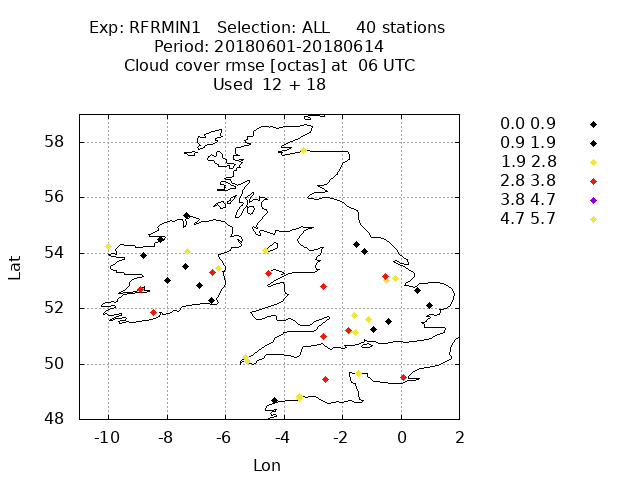 Exp: RFRMIN1 Selection: ALL 40 stations
Period: 20180601-20180614
Cloud cover rmse [octas] at 06 UTC
Used 12 + 18
0.0 0.9
0.9 1.9
1.9 2.8
2.8 3.8
3.8 4.7
4.7 5.7
Lat
58
56
54
52
50
48
-10 -8 -6 -4 -2 0 2
Lon